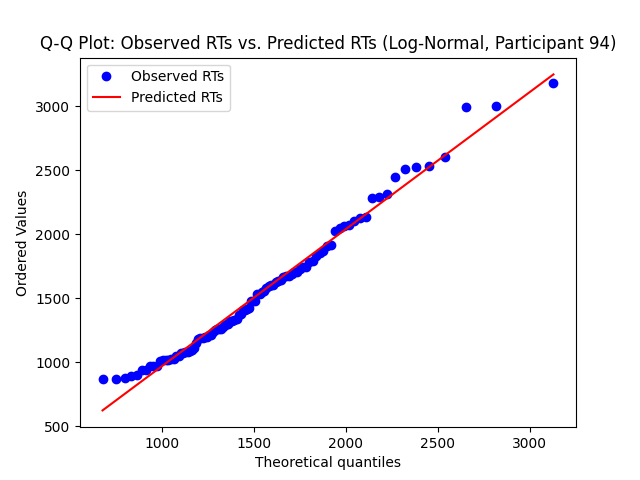 Q-Q Plot: Observed RTs vs. Predicted RTs (Log-Normal, Participant 94)
Observed RTs
Predicted RTs
Ordered Values
3000
2500
2000
1500
1000
500
1000 1500 2000 2500 3000
Theoretical quantiles